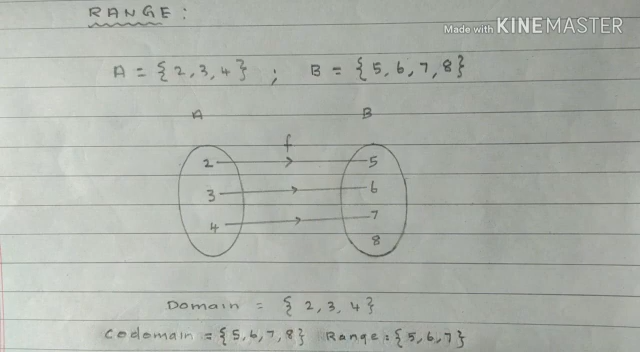 RANGE :
Made with KINEMASTER
A = {2,3,4} ; B = {5,6,7,8}
A B
f
2 5
3 6
4 7
8
Domain = {2,3,4}
Codomain = {5,6,7,8} Range : {5,6,7}